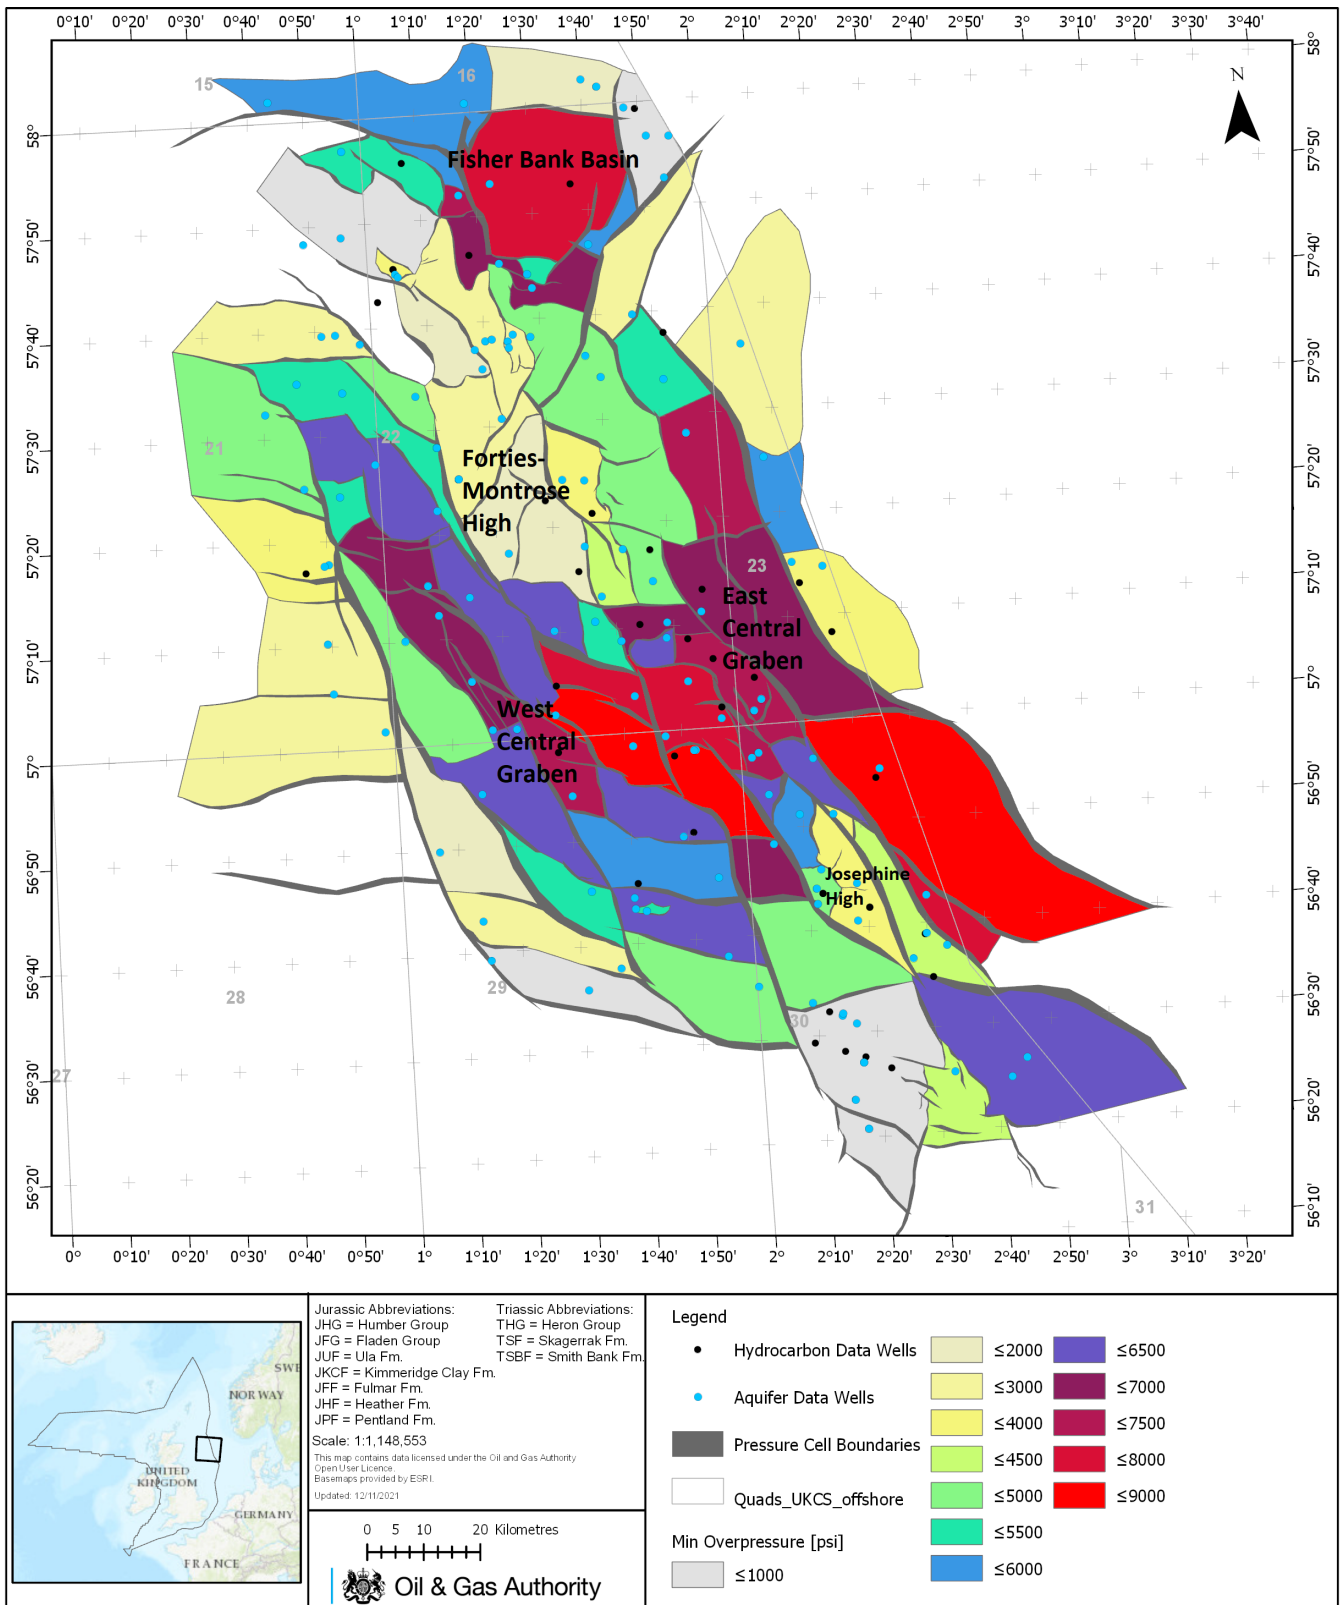 0°10' 0°20' 0°30' 0°40' 0°50' 1° 1°10' 1°20' 1°30' 1°40' 1°50' 2° 2°10' 2°20' 2°30' 2°40' 2°50' 3° 3°10' 3°20' 3°30' 3°40'
58°
N
15
16
58°
57°50'
Fisher Bank Basin
57°50'
57°40'
57°40'
57°30'
21
22
57°30'
Forties-
Montrose
High
57°20'
57°20'
23
57°10'
East
Central
Graben
57°10'
57°
West
Central
Graben
57°
56°50'
56°50'
Josephine
High
56°40'
56°40'
28
29
30
56°30'
27
56°30'
56°20'
56°20'
31
56°10'
0° 0°10' 0°20' 0°30' 0°40' 0°50' 1° 1°10' 1°20' 1°30' 1°40' 1°50' 2° 2°10' 2°20' 2°30' 2°40' 2°50' 3° 3°10' 3°20'
SWE
NORWAY
UNITED
KINGDOM
GERMANY
FRANCE
Jurassic Abbreviations:
JHG = Humber Group
JFG = Fladen Group
JUF = Ula Fm.
JKCF = Kimmeridge Clay Fm.
JFF = Fulmar Fm.
JHF = Heather Fm.
JPF = Pentland Fm.
Triassic Abbreviations:
THG = Heron Group
TSF = Skagerrak Fm.
TSBF = Smith Bank Fm.
Scale: 1:1,148,553
This map contains data licensed under the Oil and Gas Authority
Open User Licence.
Basemaps provided by ESRI.
Updated: 12/11/2021
0 5 10 20 Kilometres
Oil & Gas Authority
Legend
Hydrocarbon Data Wells
Aquifer Data Wells
Pressure Cell Boundaries
Quads_UKCS_offshore
Min Overpressure [psi]
≤1000
≤2000
≤3000
≤4000
≤4500
≤5000
≤5500
≤6000
≤6500
≤7000
≤7500
≤8000
≤9000